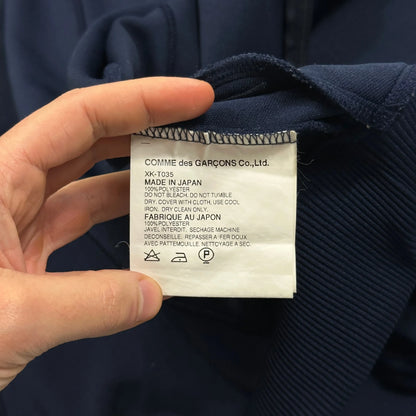 COMME des GARÇONS Co.,Ltd.
XK-T035
MADE IN JAPAN
100%POLYESTER
DO NOT BLEACH. DO NOT TUMBLE
DRY. COVER WITH CLOTH, USE COOL
IRON. DRY CLEAN ONLY.
FABRIQUE AU JAPON
100%POLYESTER
JAVEL INTERDIT. SECHAGE MACHINE
DECONSEILLE. REPASSER A FER DOUX
AVEC PATTEMOUILLE. NETTOYAGE A SEC.
P